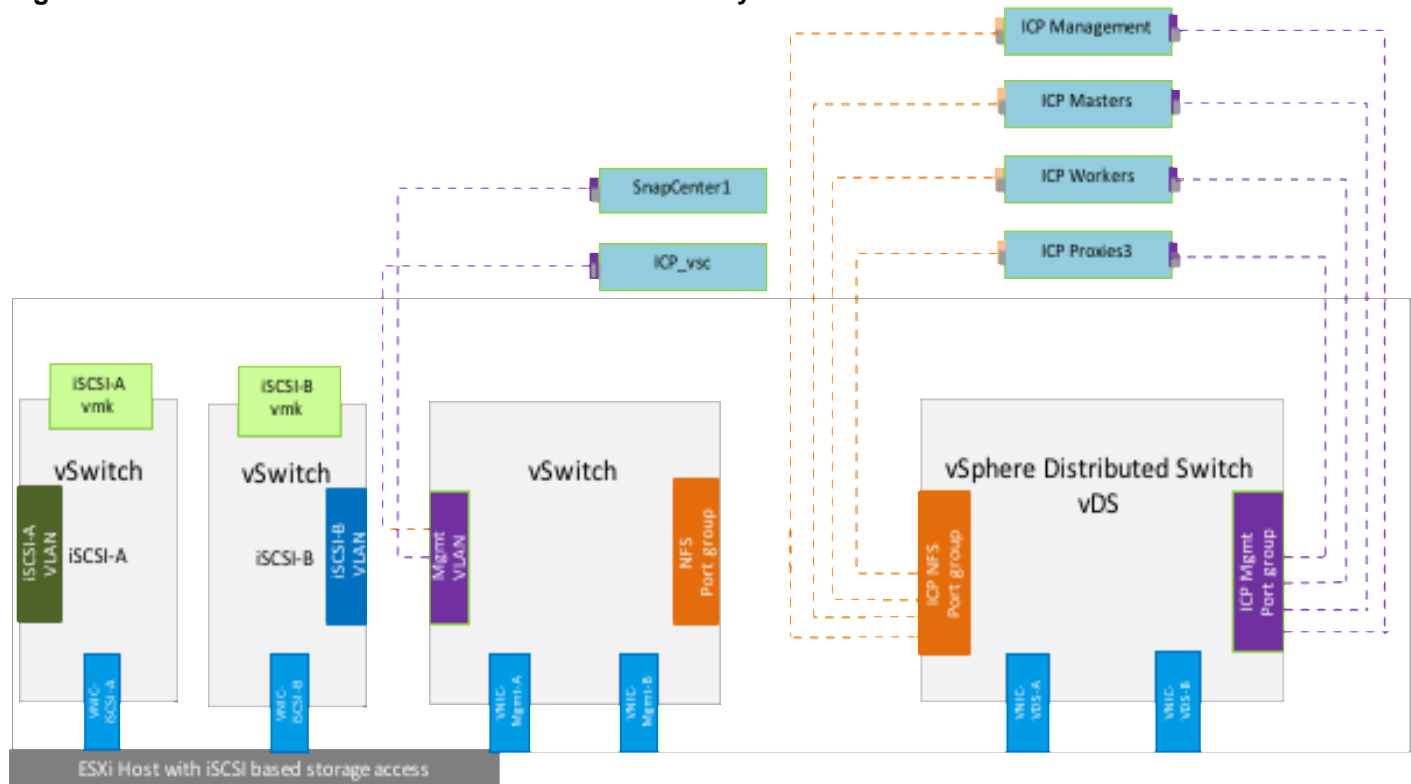 ICP Management
ICP Masters
ICP Workers
ICP Proxies3
SnapCenter1
ICP_vsc
iSCSI-A
vmk
iSCSI-B
vmk
vSwitch
iSCSI-A
VLAN
iSCSI-A
vSwitch
iSCSI-B
iSCSI-B
VLAN
vSwitch
Mgmt
VLAN
NFS
Port group
vSphere Distributed Switch
vDS
ICP NFS
Port group
ICP Mgmt
Port group
VNIC-
iSCSI-A
VNIC-
iSCSI-B
VNIC-
Mgmt-A
VNIC-
Mgmt-B
VNIC-
VDS-A
VNIC-
VDS-B
ESXi Host with iSCSI based storage access